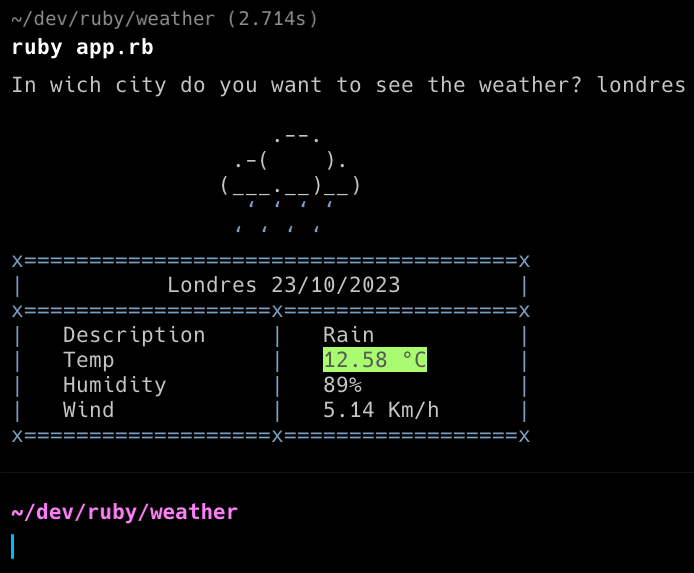 ~/dev/ruby/weather (2.714s)
ruby app.rb
In wich city do you want to see the weather? londres
.--.
.-(    ).
(___.__)__)
‘ ‘ ‘ ‘
‘ ‘ ‘ ‘
x======================================x
|           Londres 23/10/2023         |
x===================x==================x
|   Description     |   Rain           |
|   Temp            |   12.58 °C       |
|   Humidity        |   89%            |
|   Wind            |   5.14 Km/h      |
x===================x==================x
~/dev/ruby/weather